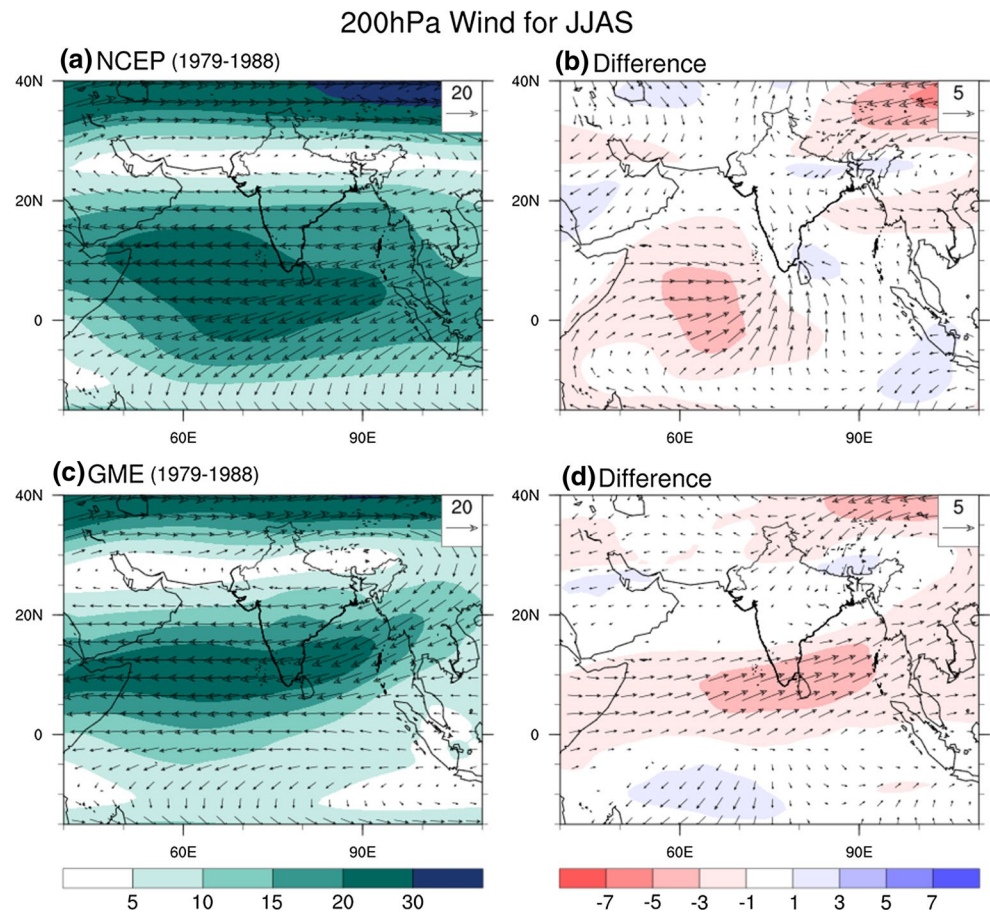 200hPa Wind for JJAS
(a) NCEP (1979-1988)
(b) Difference
40N
20N
0
60E 90E
20
40N
20N
0
60E 90E
5
(c) GME (1979-1988)
(d) Difference
40N
20N
0
60E 90E
20
40N
20N
0
60E 90E
5
5 10 15 20 30
-7 -5 -3 -1 1 3 5 7